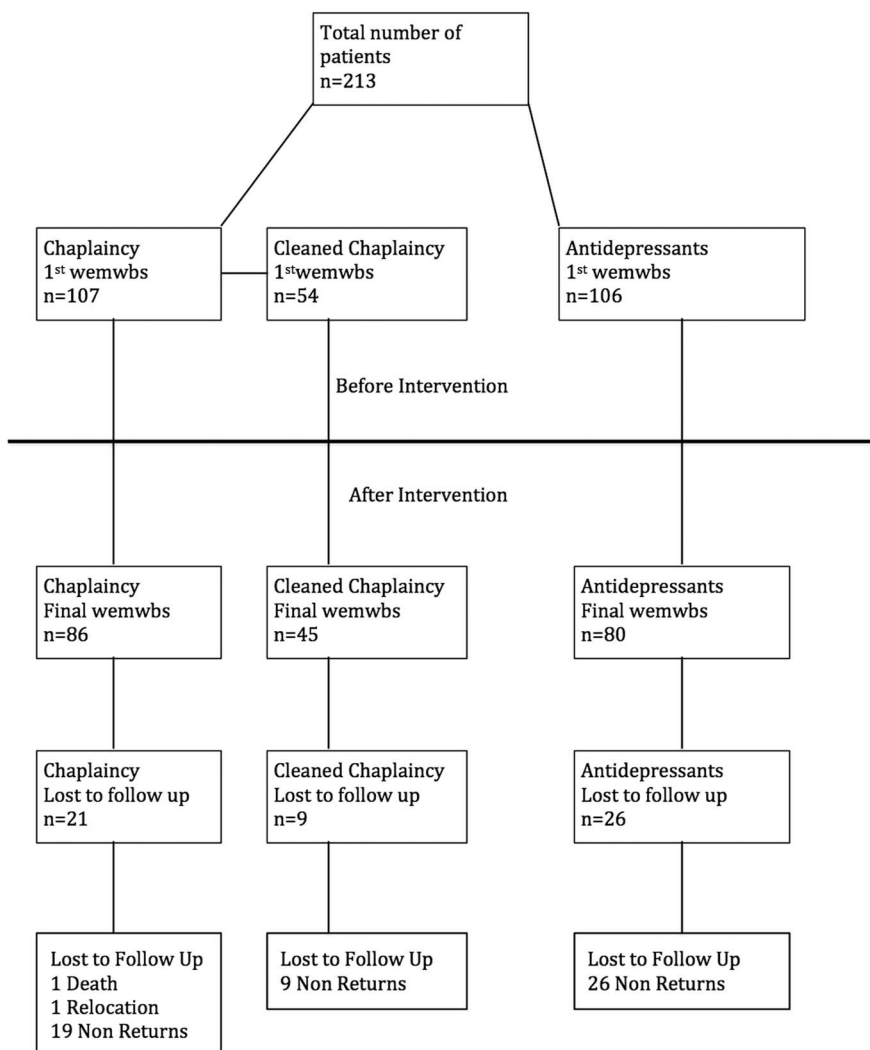 Total number of
patients
n=213
Chaplaincy
1st wemwbs
n=107
Cleaned Chaplaincy
1stwemwbs
n=54
Antidepressants
1st wemwbs
n=106
Before Intervention
After Intervention
Chaplaincy
Final wemwbs
n=86
Cleaned Chaplaincy
Final wemwbs
n=45
Antidepressants
Final wemwbs
n=80
Chaplaincy
Lost to follow up
n=21
Cleaned Chaplaincy
Lost to follow up
n=9
Antidepressants
Lost to follow up
n=26
Lost to Follow Up
1 Death
1 Relocation
19 Non Returns
Lost to Follow Up
9 Non Returns
Lost to Follow Up
26 Non Returns